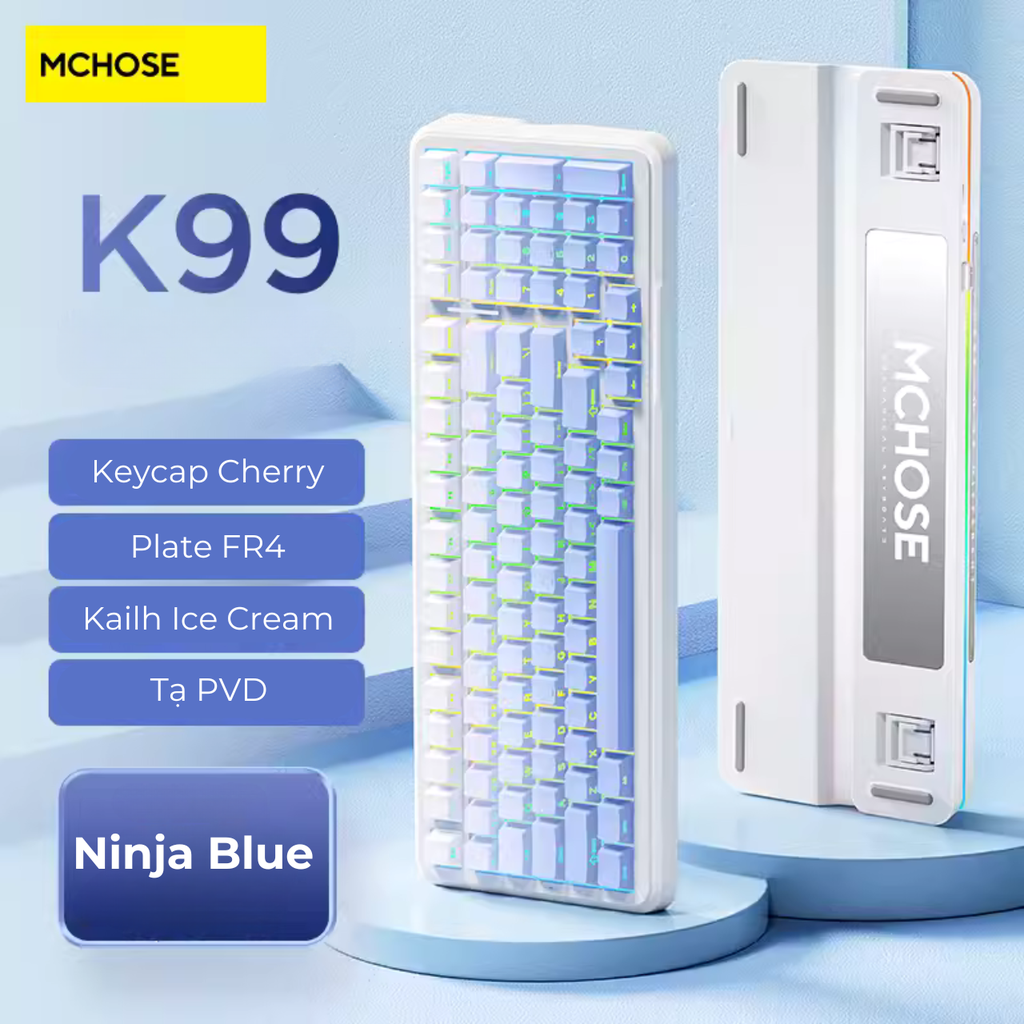 MCHOSE
K99
Keycap Cherry
Plate FR4
Kailh Ice Cream
Tạ PVD
Ninja Blue
MCHOSE